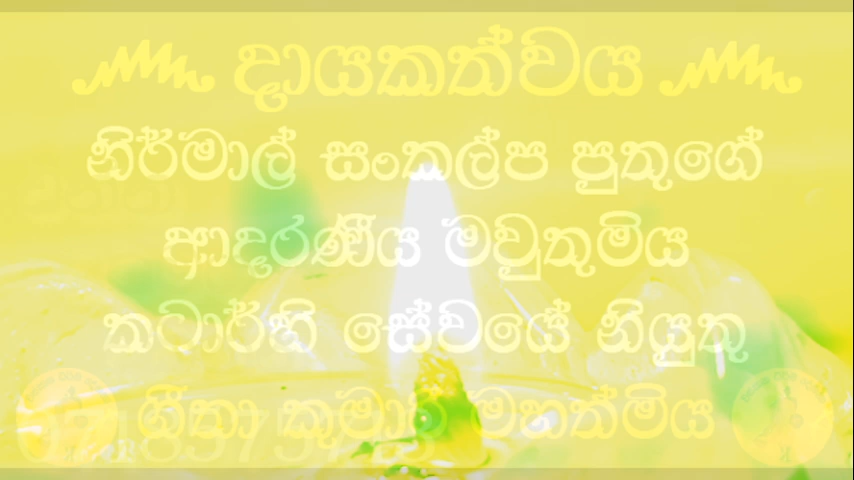 දායකත්වය
නිර්මාල් සංකල්ප පුතුගේ
ආදරණීය මවුතුමිය
කටාර්හි සේවයේ නියුතු
ගීතා කුමාරි මහත්මිය